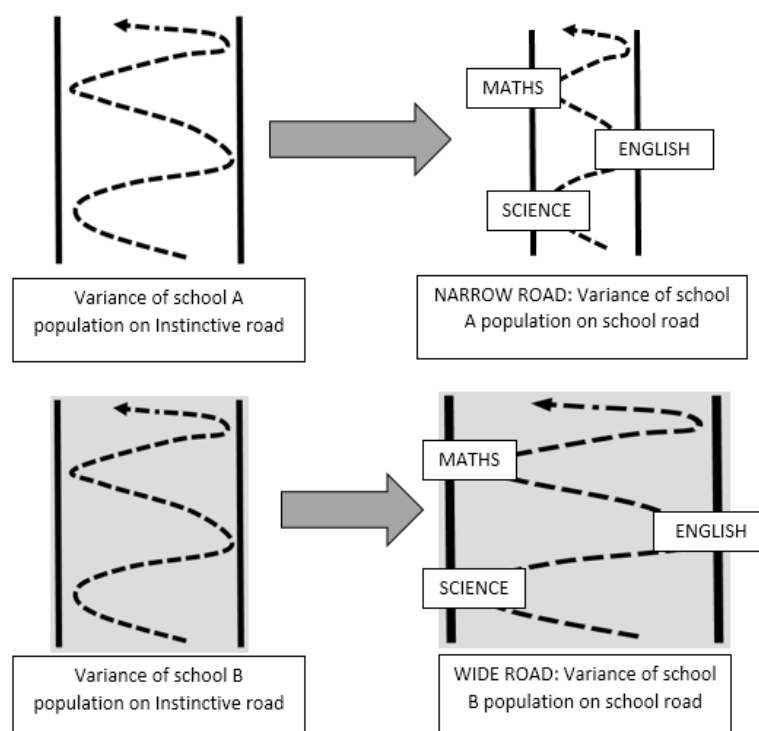 MATHS
ENGLISH
SCIENCE
Variance of school A
population on Instinctive road
NARROW ROAD: Variance of school
A population on school road
MATHS
ENGLISH
SCIENCE
Variance of school B
population on Instinctive road
WIDE ROAD: Variance of school
B population on school road